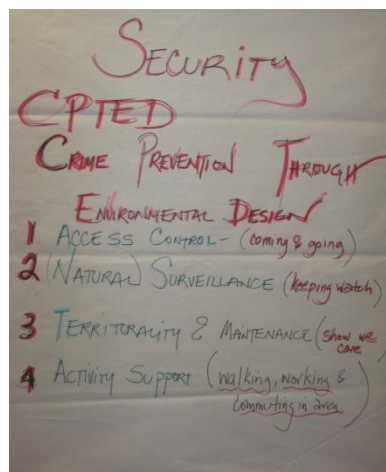 SECURITY
CPTED
CRIME PREVENTION THROUGH
ENVIRONMENTAL DESIGN
1 ACCESS CONTROL - (coming & going)
2 (NATURAL) SURVEILLANCE (keeping watch)
3 TERRITORALITY & MAINTENANCE (show we
care
4 ACTIVITY SUPPORT (walking, working &
commuting in area)